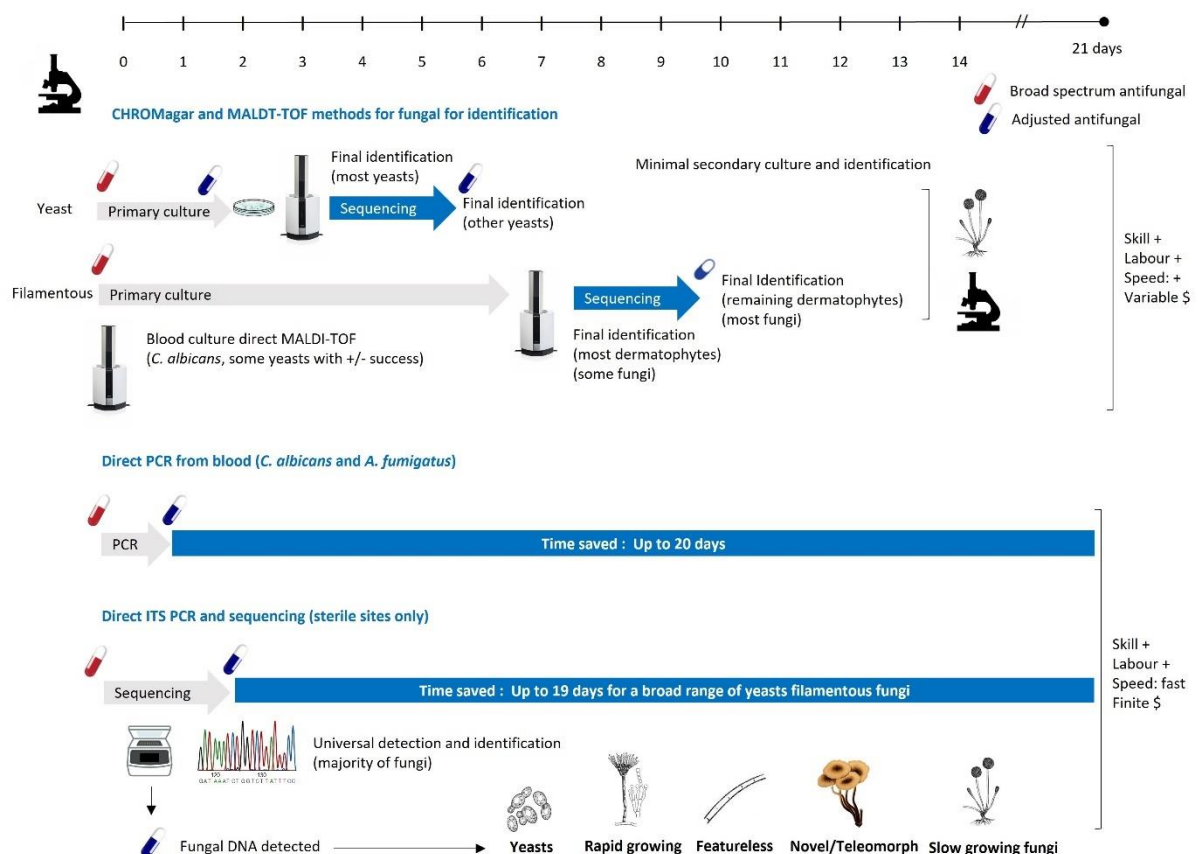 0 1 2 3 4 5 6 7 8 9 10 11 12 13 14
21 days
Broad spectrum antifungal
Adjusted antifungal
CHROMagar and MALDT-TOF methods for fungal for identification
Final identification
(most yeasts)
Minimal secondary culture and identification
Yeast
Primary culture
Sequencing
Final identification
(other yeasts)
Filamentous
Primary culture
Sequencing
Final Identification
(remaining dermatophytes)
(most fungi)
Final identification
(most dermatophytes)
(some fungi)
Blood culture direct MALDI-TOF
(C. albicans, some yeasts with +/- success)
Skill +
Labour +
Speed: +
Variable $
Direct PCR from blood (C. albicans and A. fumigatus)
PCR
Time saved : Up to 20 days
Direct ITS PCR and sequencing (sterile sites only)
Sequencing
Time saved : Up to 19 days for a broad range of yeasts filamentous fungi
Skill +
Labour +
Speed: fast
Finite $
120 130
GATAAATCTGGTCTTATTTCC
Universal detection and identification
(majority of fungi)
Fungal DNA detected
Yeasts
Rapid growing
Featureless
Novel/Teleomorph
Slow growing fungi